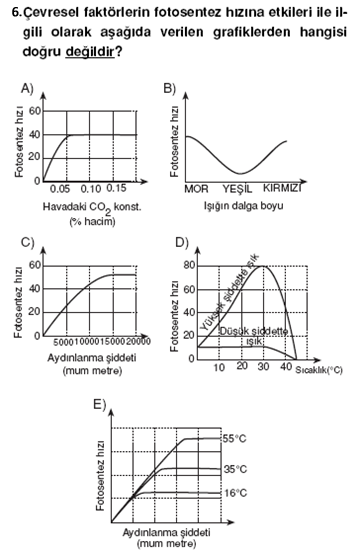 6.Çevresel faktörlerin fotosentez hızına etkileri ile il-
gili olarak aşağıda verilen grafiklerden hangisi
doğru değildir?
A)
Fotosentez hızı
60
40
20
0
0.05 0.10 0.15
Havadaki CO2 konst.
(% hacim)
B)
Fotosentez hızı
MOR YEŞİL KIRMIZI
Işığın dalga boyu
C)
Fotosentez hızı
60
40
20
0
5000 10000 15000 20000
Aydınlanma şiddeti
(mum metre)
D)
Fotosentez hızı
80
60
40
20
0
Yüksek şiddette ışık
Düşük şiddette
ışık
10 20 30 40 Sıcaklık(°C)
E)
Fotosentez hızı
55°C
35°C
16°C
Aydınlanma şiddeti
(mum metre)